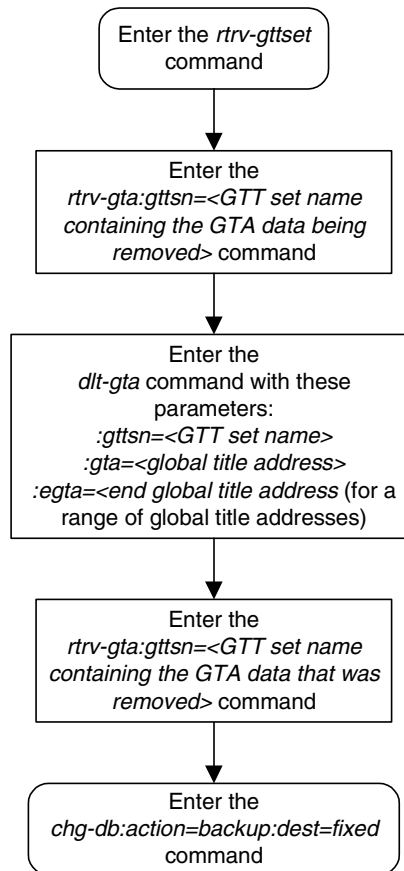 Enter the rtrv-gttset
command
Enter the
rtrv-gta:gttsn=<GTT set name
containing the GTA data being
removed> command
Enter the
dlt-gta command with these
parameters:
:gttsn=<GTT set name>
:gta=<global title address>
:egta=<end global title address (for a
range of global title addresses)
Enter the
rtrv-gta:gttsn=<GTT set name
containing the GTA data that was
removed> command
Enter the
chg-db:action=backup:dest=fixed
command